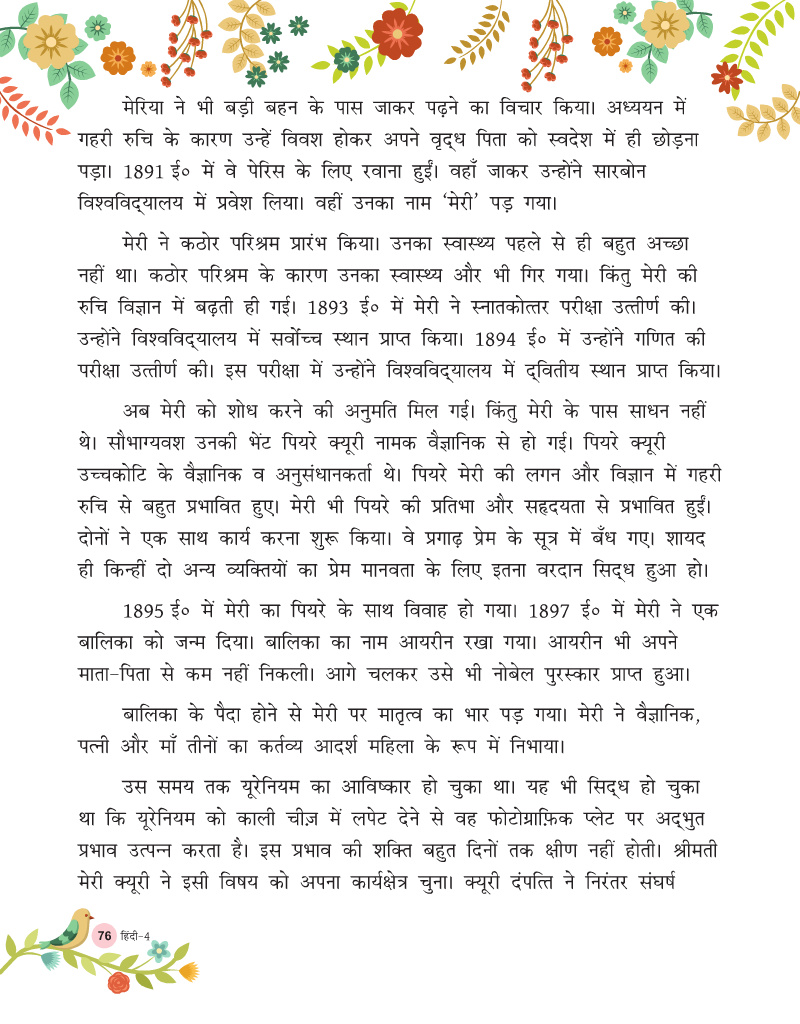 मेरिया ने भी बड़ी बहन के पास जाकर पढ़ने का विचार किया। अध्ययन में
गहरी रुचि के कारण उन्हें विवश होकर अपने वृद्ध पिता को स्वदेश में ही छोड़ना
पड़ा। 1891 ई० में वे पेरिस के लिए रवाना हुईं। वहाँ जाकर उन्होंने सारबोन
विश्वविद्यालय में प्रवेश लिया। वहीं उनका नाम ‘मेरी’ पड़ गया।
मेरी ने कठोर परिश्रम प्रारंभ किया। उनका स्वास्थ्य पहले से ही बहुत अच्छा
नहीं था। कठोर परिश्रम के कारण उनका स्वास्थ्य और भी गिर गया। किंतु मेरी की
रुचि विज्ञान में बढ़ती ही गई। 1893 ई० में मेरी ने स्नातकोत्तर परीक्षा उत्तीर्ण की।
उन्होंने विश्वविद्यालय में सर्वोच्च स्थान प्राप्त किया। 1894 ई० में उन्होंने गणित की
परीक्षा उत्तीर्ण की। इस परीक्षा में उन्होंने विश्वविद्यालय में द्वितीय स्थान प्राप्त किया।
अब मेरी को शोध करने की अनुमति मिल गई। किंतु मेरी के पास साधन नहीं
थे। सौभाग्यवश उनकी भेंट पियरे क्यूरी नामक वैज्ञानिक से हो गई। पियरे क्यूरी
उच्चकोटि के वैज्ञानिक व अनुसंधानकर्ता थे। पियरे मेरी की लगन और विज्ञान में गहरी
रुचि से बहुत प्रभावित हुए। मेरी भी पियरे की प्रतिभा और सहृदयता से प्रभावित हुईं।
दोनों ने एक साथ कार्य करना शुरू किया। वे प्रगाढ़ प्रेम के सूत्र में बँध गए। शायद
ही किन्हीं दो अन्य व्यक्तियों का प्रेम मानवता के लिए इतना वरदान सिद्ध हुआ हो।
1895 ई० में मेरी का पियरे के साथ विवाह हो गया। 1897 ई० में मेरी ने एक
बालिका को जन्म दिया। बालिका का नाम आयरीन रखा गया। आयरीन भी अपने
माता-पिता से कम नहीं निकली। आगे चलकर उसे भी नोबेल पुरस्कार प्राप्त हुआ।
बालिका के पैदा होने से मेरी पर मातृत्व का भार पड़ गया। मेरी ने वैज्ञानिक,
पत्नी और माँ तीनों का कर्तव्य आदर्श महिला के रूप में निभाया।
उस समय तक यूरेनियम का आविष्कार हो चुका था। यह भी सिद्ध हो चुका
था कि यूरेनियम को काली चीज़ में लपेट देने से वह फोटोग्राफ़िक प्लेट पर अद्भुत
प्रभाव उत्पन्न करता है। इस प्रभाव की शक्ति बहुत दिनों तक क्षीण नहीं होती। श्रीमती
मेरी क्यूरी ने इसी विषय को अपना कार्यक्षेत्र चुना। क्यूरी दंपत्ति ने निरंतर संघर्ष
76 हिंदी-4